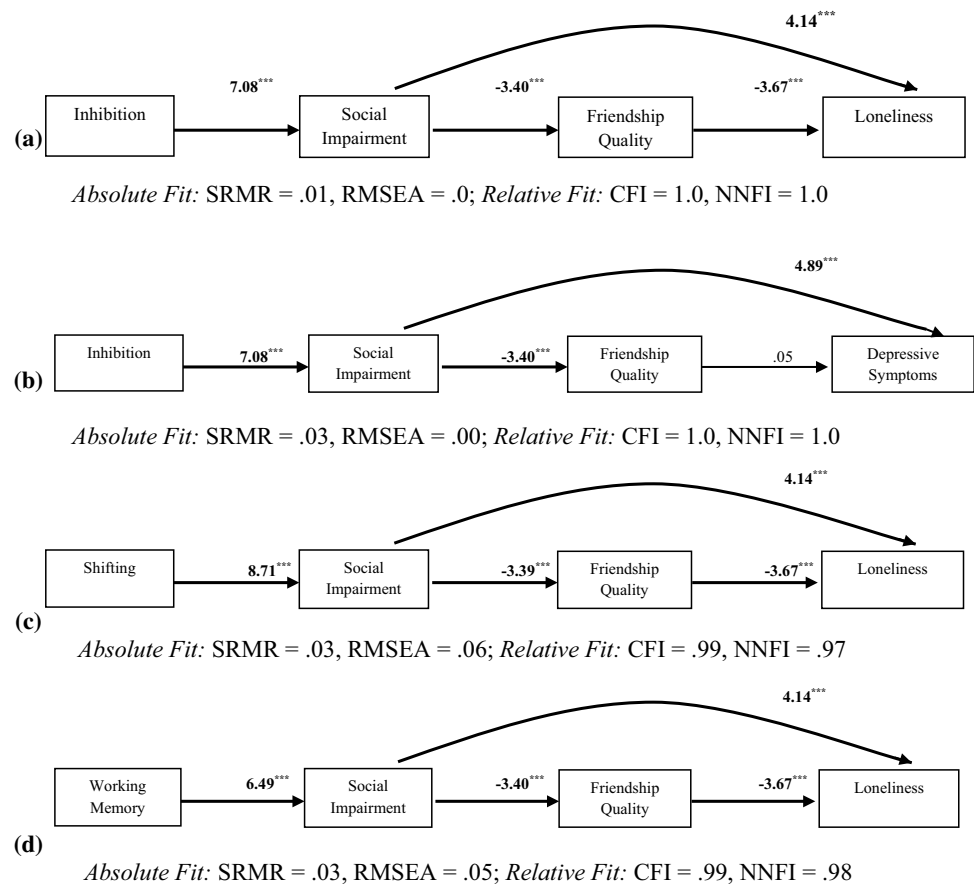 4.14***
7.08*** -3.40*** -3.67***
Inhibition Social Impairment Friendship Quality Loneliness
(a)
Absolute Fit: SRMR = .01, RMSEA = .0; Relative Fit: CFI = 1.0, NNFI = 1.0
4.89***
Inhibition 7.08*** Social Impairment -3.40*** Friendship Quality .05 Depressive Symptoms
(b)
Absolute Fit: SRMR = .03, RMSEA = .00; Relative Fit: CFI = 1.0, NNFI = 1.0
4.14***
Shifting 8.71*** Social Impairment -3.39*** Friendship Quality -3.67*** Loneliness
(c)
Absolute Fit: SRMR = .03, RMSEA = .06; Relative Fit: CFI = .99, NNFI = .97
4.14***
Working Memory 6.49*** Social Impairment -3.40*** Friendship Quality -3.67*** Loneliness
(d)
Absolute Fit: SRMR = .03, RMSEA = .05; Relative Fit: CFI = .99, NNFI = .98